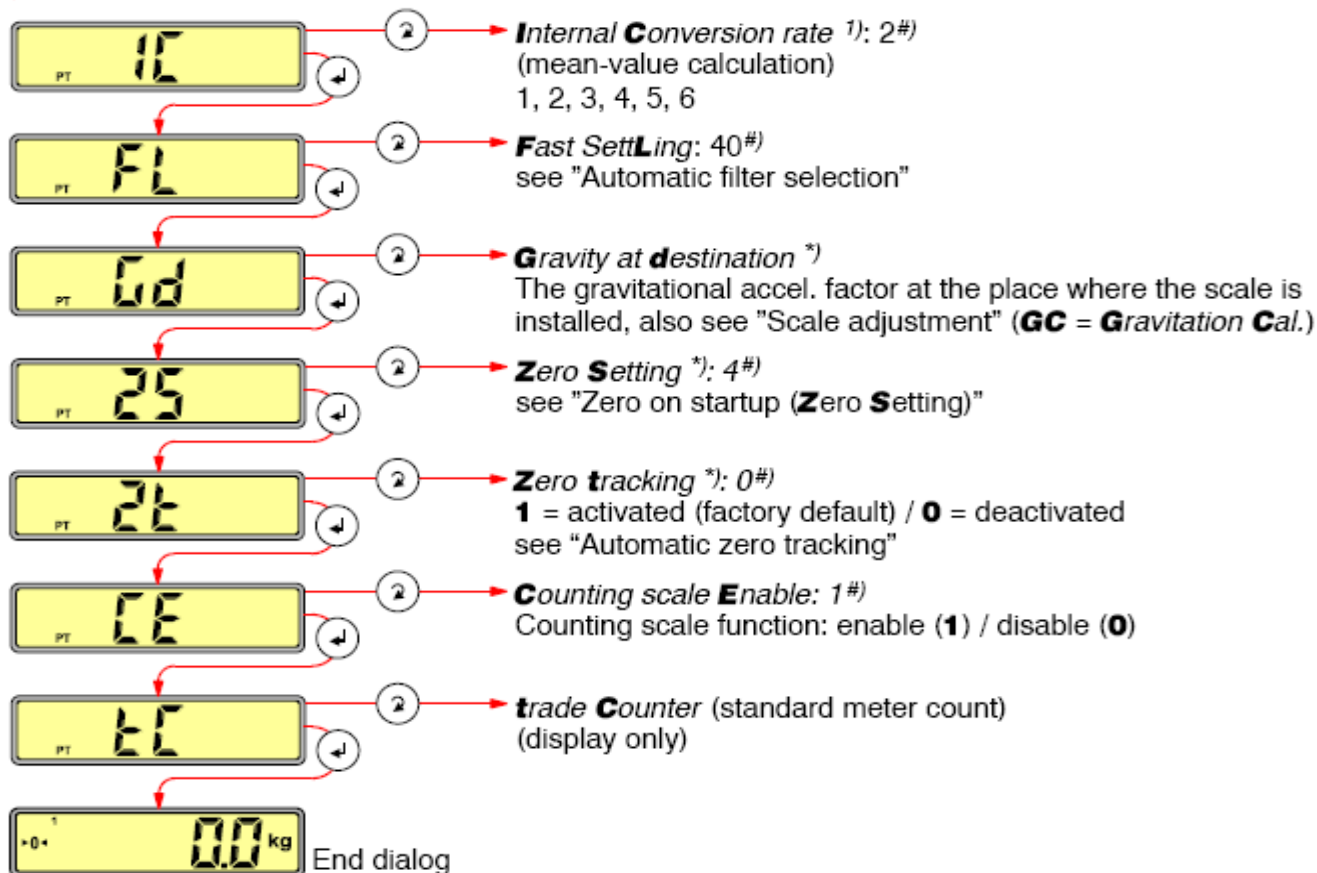 PT IC
Internal Conversion rate 1): 2#)
(mean-value calculation)
1, 2, 3, 4, 5, 6
PT FL
Fast SettLing: 40#)
see ”Automatic filter selection”
PT Gd
Gravity at destination *)
The gravitational accel. factor at the place where the scale is
installed, also see ”Scale adjustment” (GC = Gravitation Cal.)
PT ZS
Zero Setting *): 4#)
see ”Zero on startup (Zero Setting)”
PT Zt
Zero tracking *): 0#)
1 = activated (factory default) / 0 = deactivated
see “Automatic zero tracking”
PT CE
Counting scale Enable: 1#)
Counting scale function: enable (1) / disable (0)
PT tC
trade Counter (standard meter count)
(display only)
1
▸0◂ 0.0 kg End dialog